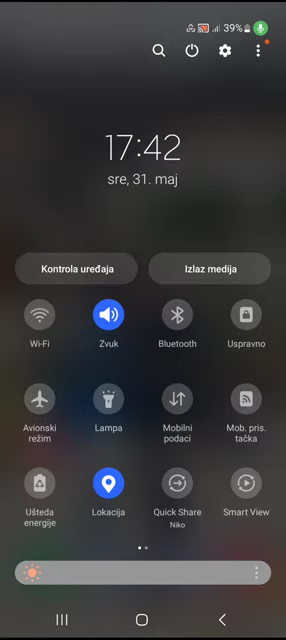 39%
17:42
sre, 31. maj
Kontrola uređaja
Izlaz medija
Wi-Fi
Zvuk
Bluetooth
Uspravno
Avionski
režim
Lampa
Mobilni
podaci
Mob. pris.
tačka
Ušteda
energije
Lokacija
Quick Share
Niko
Smart View